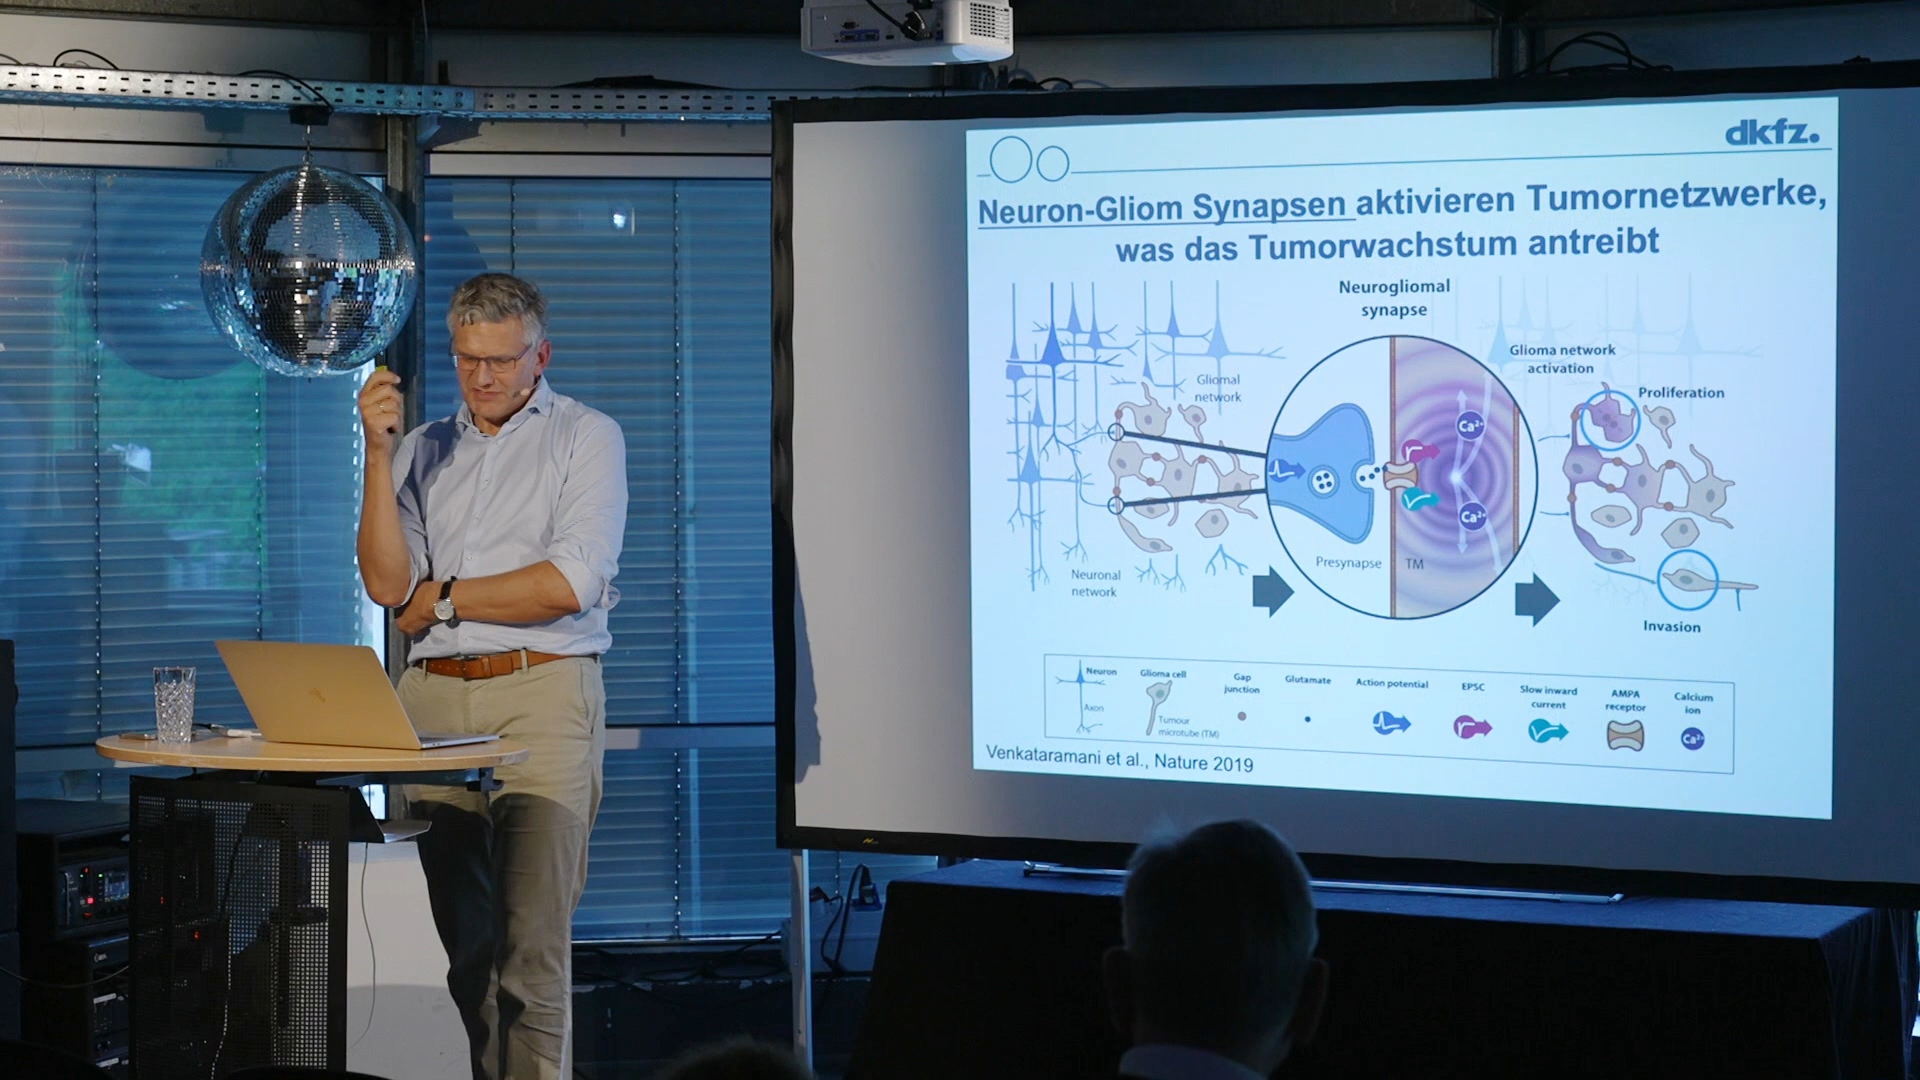 dkfz.
Neuron-Gliom Synapsen aktivieren Tumornetzwerke,
was das Tumorwachstum antreibt
Neurogliomal
synapse
Gliomal
network
Glioma network
activation
Proliferation
Ca²⁺
Ca²⁺
Presynapse
TM
Neuronal
network
Invasion
Neuron
Axon
Glioma cell
Tumour
microtube (TM)
Gap
junction
Glutamate
Action potential
EPSC
Slow inward
current
AMPA
receptor
Calcium
ion
Ca²⁺
Venkataramani et al., Nature 2019